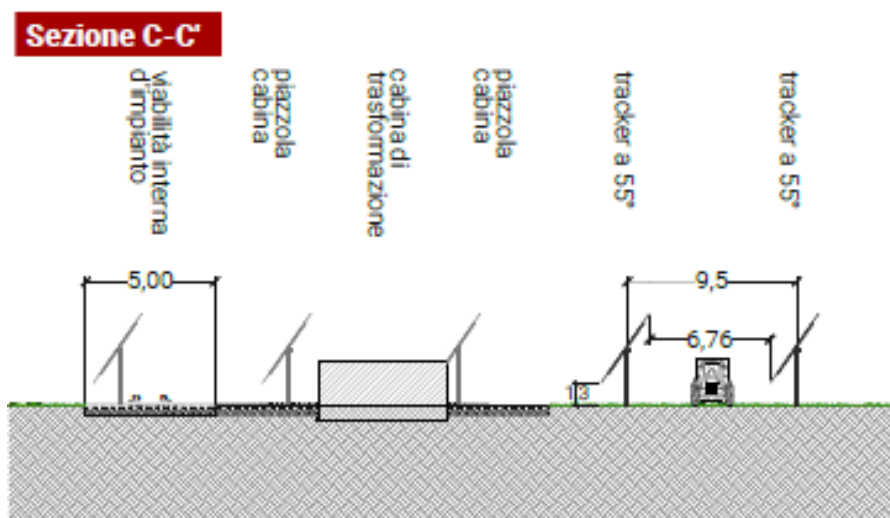 Sezione C-C'
viabilità interna
d'impianto
piazzola
cabina
cabina di
trasformazione
piazzola
cabina
tracker a 55°
tracker a 55°
5,00
9,5
6,76
1,3